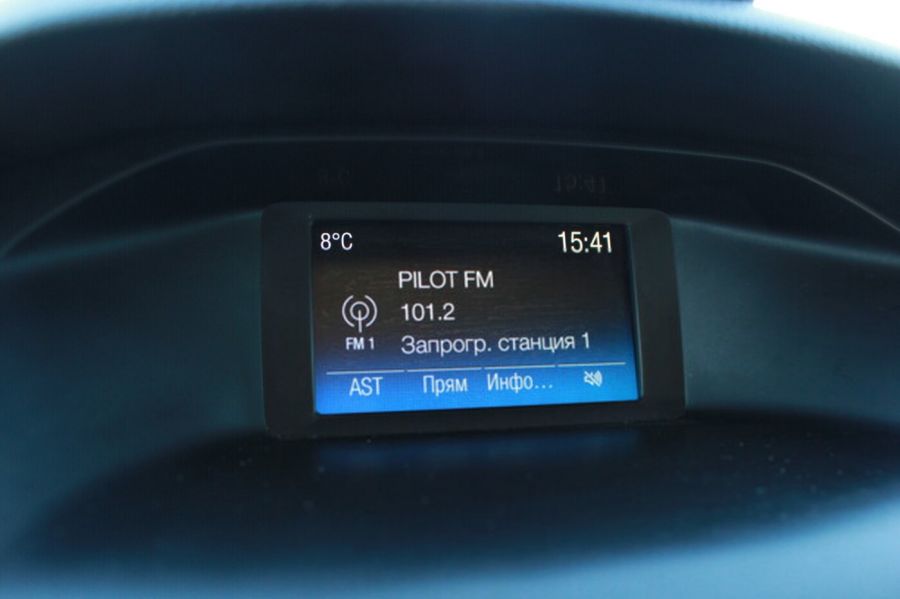 8°C 15:41
PILOT FM
101.2
FM 1 Запрогр. станция 1
AST Прям Инфо...